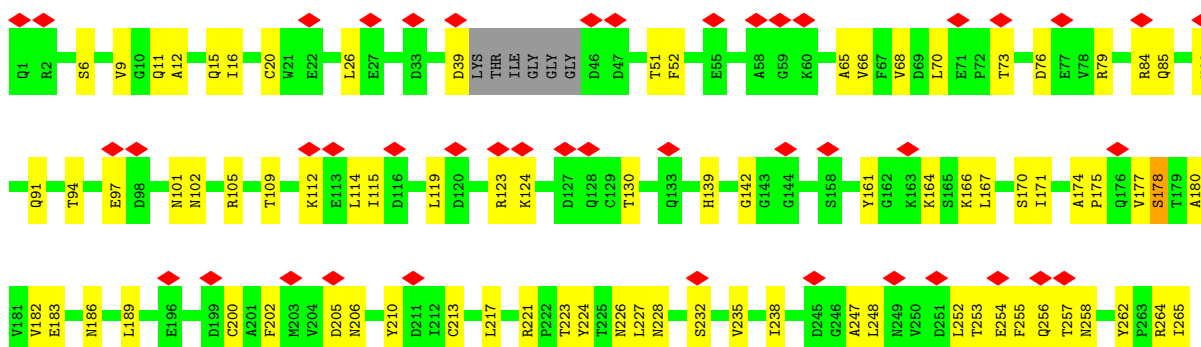 Q1 R2 S6 V9 G10 Q11 A12 Q15 I16 C20 W21 E22 L26 E27 D33 D39 LYS THR ILE GLY GLY GLY D46 D47 T51 F52 E55 A58 G59 K60 A65 V66 F67 V68 D69 L70 E71 P72 T73 D76 E77 V78 R79 R84 Q85
Q91 T94 E97 D98 N101 N102 R105 T109 K112 E113 L114 I115 D116 L119 D120 R123 K124 D127 Q128 C129 T130 Q133 H139 G142 G143 G144 S158 Y161 G162 K163 K164 S165 K166 L167 S170 I171 A174 P175 Q176 V177 S178 T179 A180
V181 V182 E183 N186 L189 E196 D199 C200 A201 F202 M203 V204 D205 N206 Y210 D211 I212 C213 L217 R221 P222 T223 Y224 T225 N226 L227 N228 S232 V235 I238 D245 G246 A247 L248 N249 V250 D251 L252 T253 E254 F255 Q256 T257 N258 Y262 P263 R264 I265